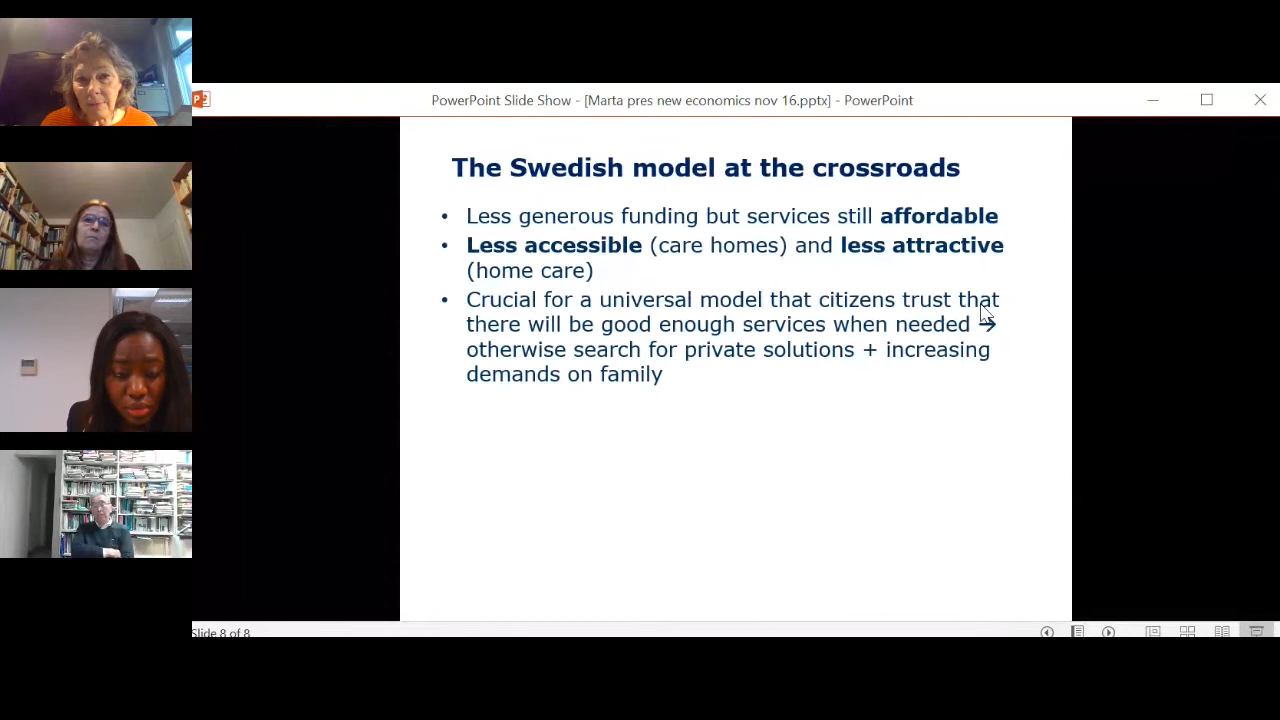 PowerPoint Slide Show - [Marta pres new economics nov 16.pptx] - PowerPoint
The Swedish model at the crossroads
• Less generous funding but services still affordable
• Less accessible (care homes) and less attractive
(home care)
• Crucial for a universal model that citizens trust that
there will be good enough services when needed →
otherwise search for private solutions + increasing
demands on family
Slide 8 of 8